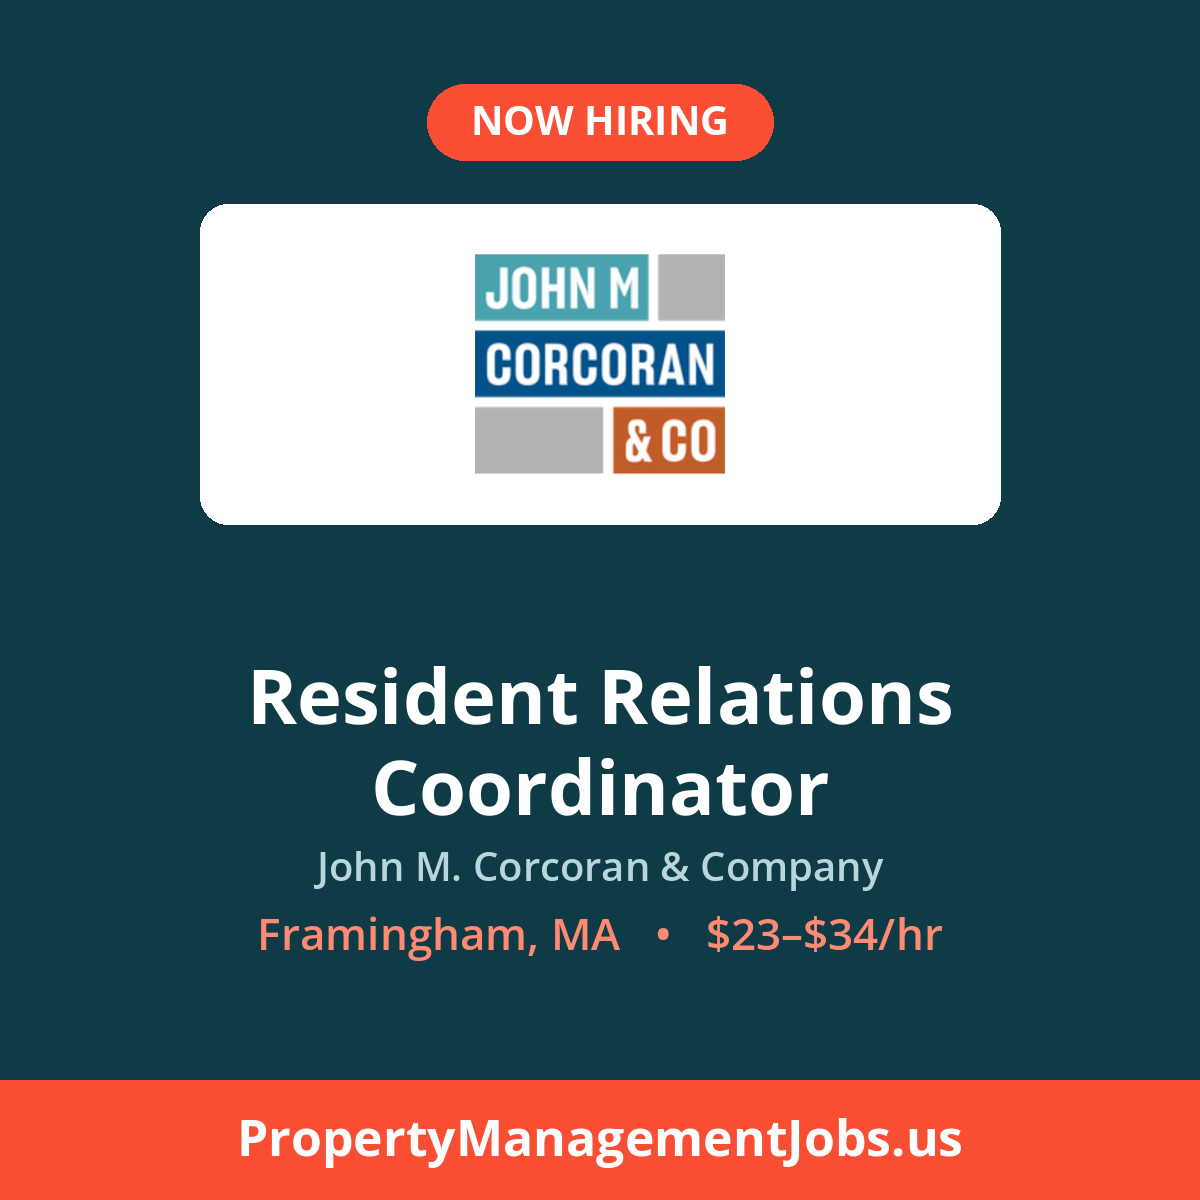 NOW HIRING
JOHN M
CORCORAN
& CO
Resident Relations
Coordinator
John M. Corcoran & Company
Framingham, MA • $23–$34/hr
PropertyManagementJobs.us